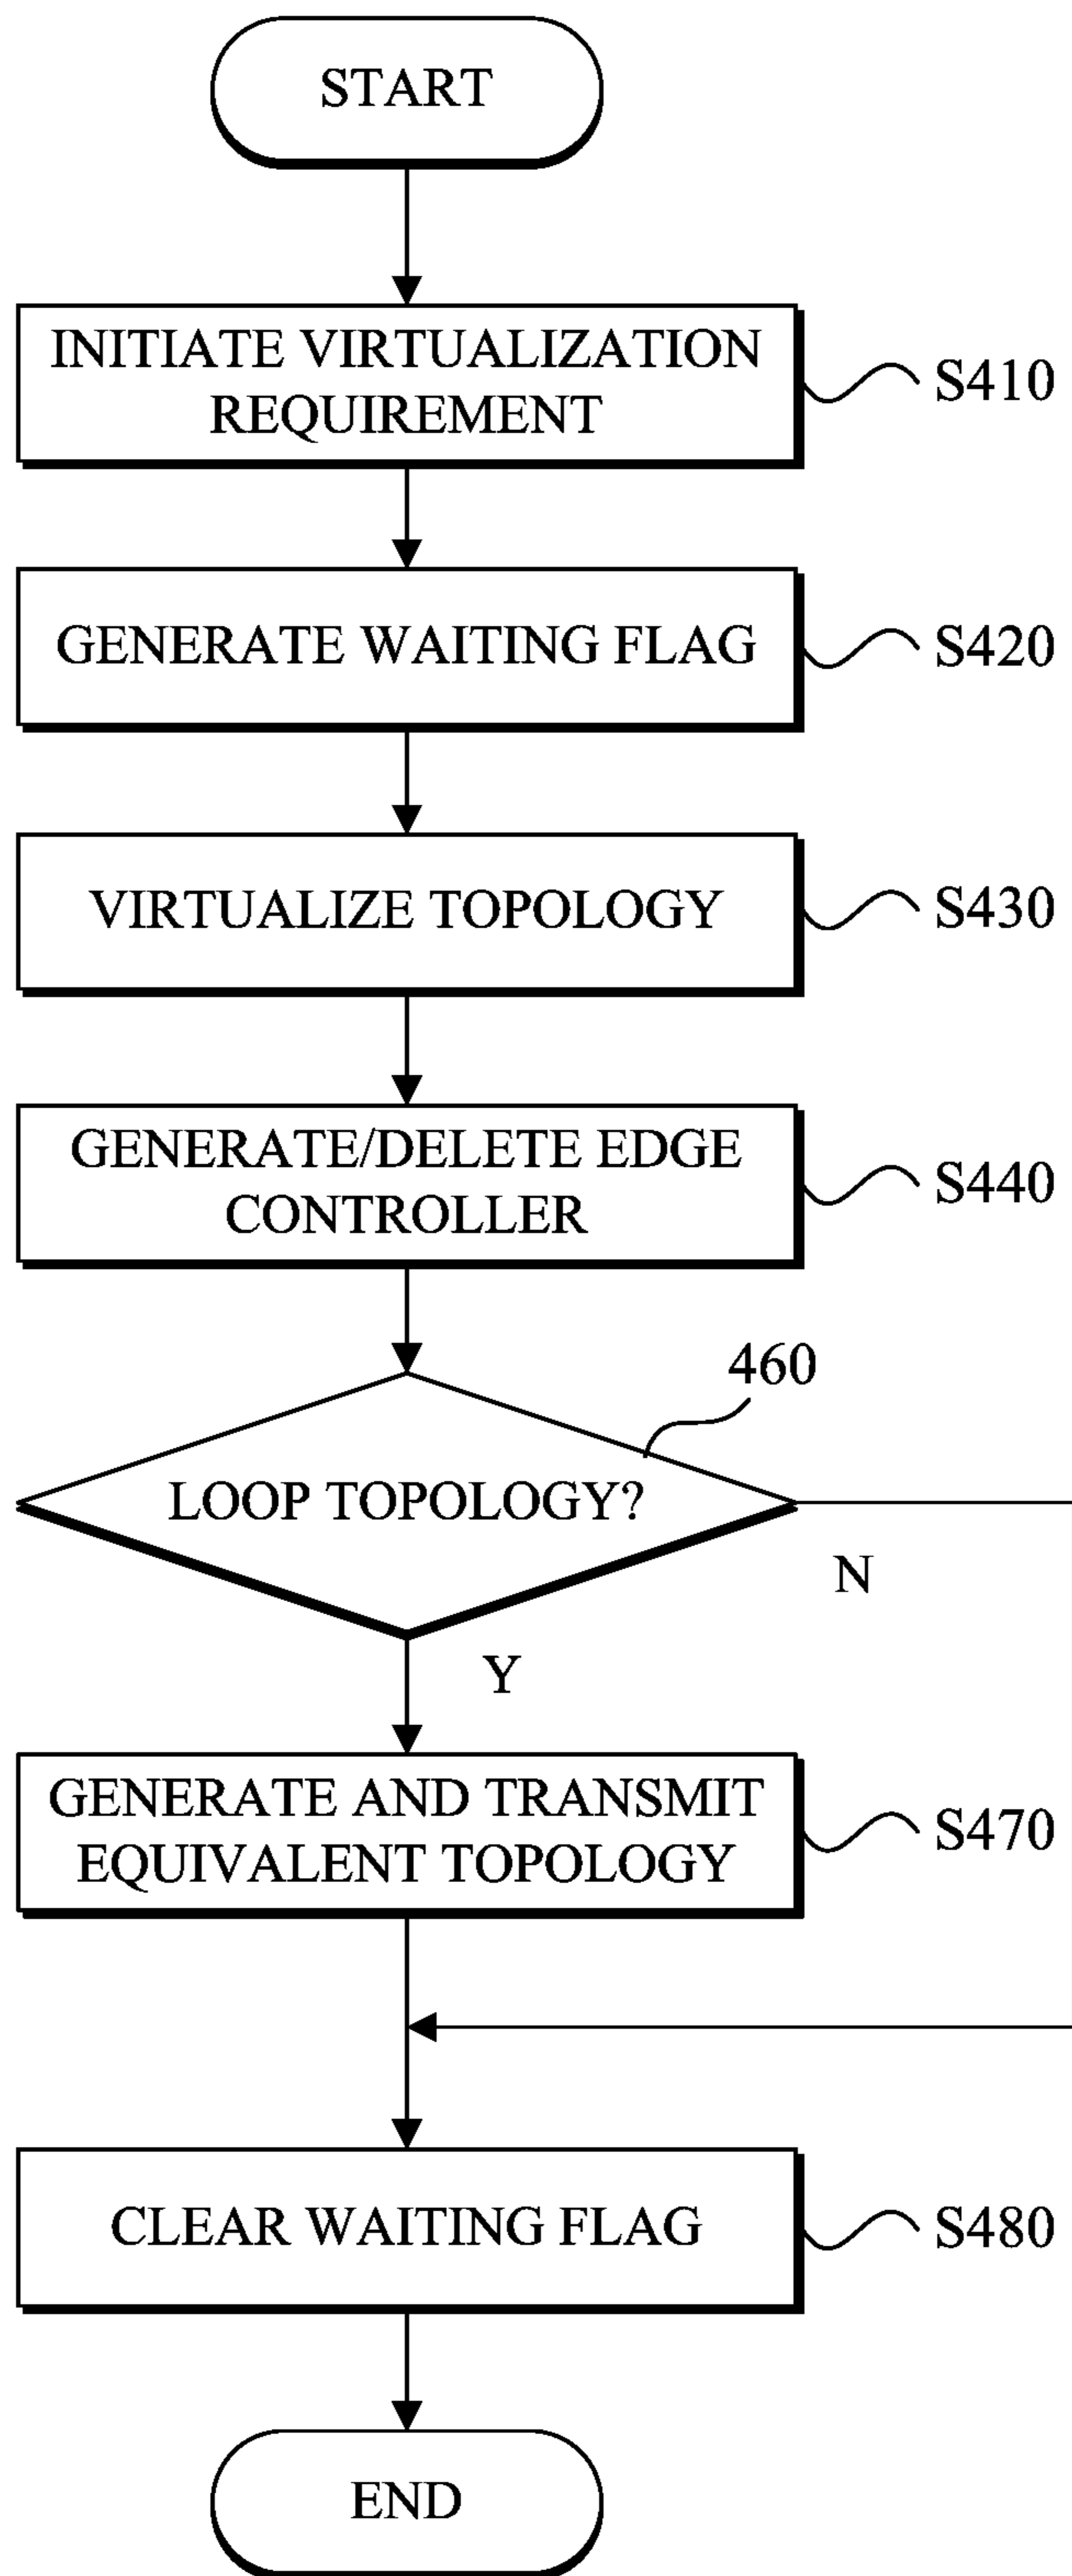 START
INITIATE VIRTUALIZATION
REQUIREMENT
S410
GENERATE WAITING FLAG
S420
VIRTUALIZE TOPOLOGY
S430
GENERATE/DELETE EDGE
CONTROLLER
S440
460
LOOP TOPOLOGY?
N
Y
GENERATE AND TRANSMIT
EQUIVALENT TOPOLOGY
S470
CLEAR WAITING FLAG
S480
END